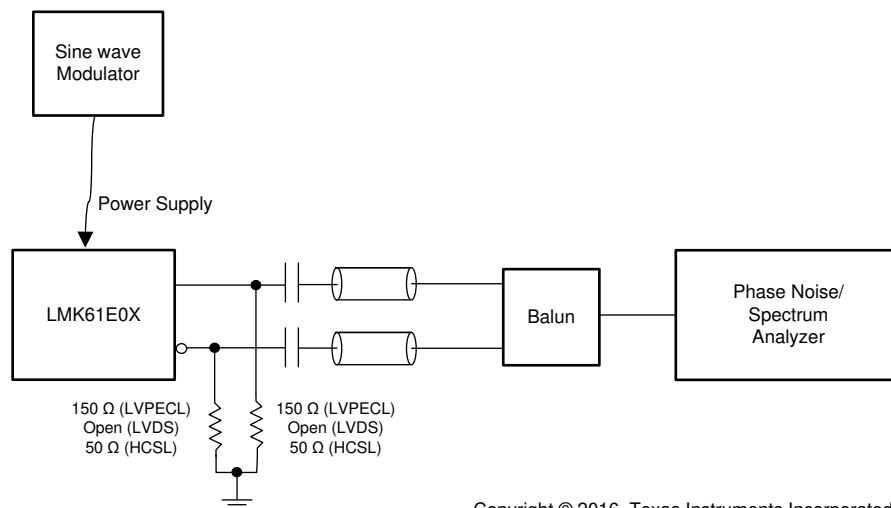 Sine wave
Modulator
Power Supply
LMK61E0X
Balun
Phase Noise/
Spectrum
Analyzer
150 Ω (LVPECL)
Open (LVDS)
50 Ω (HCSL)
150 Ω (LVPECL)
Open (LVDS)
50 Ω (HCSL)
Copyright © 2016, Texas Instruments Incorporated